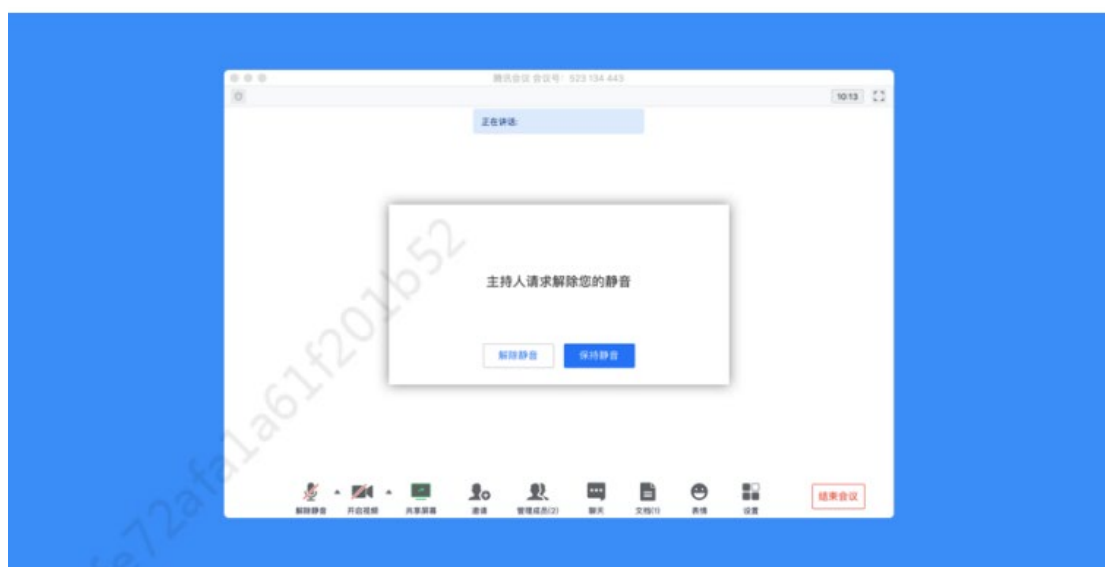 腾讯会议 会议号：523 134 443
10:13
正在讲话:
主持人请求解除您的静音
解除静音 保持静音
解除静音 开启视频 共享屏幕 邀请 管理成员(2) 聊天 文档(1) 表情 设置 结束会议
fe72afa1a61f201b52